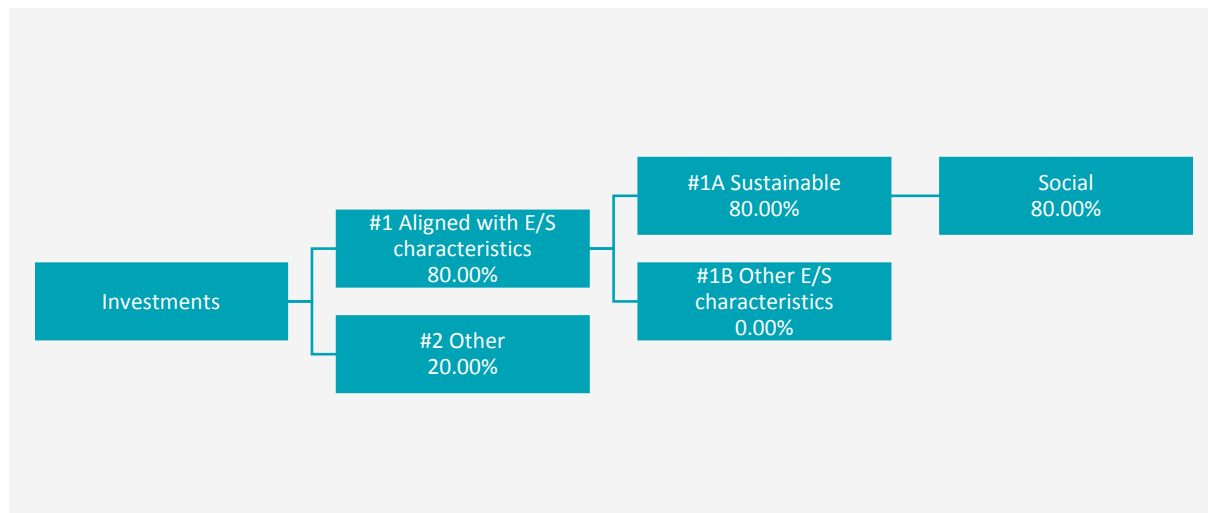 Investments
#1 Aligned with E/S
characteristics
80.00%
#2 Other
20.00%
#1A Sustainable
80.00%
#1B Other E/S
characteristics
0.00%
Social
80.00%